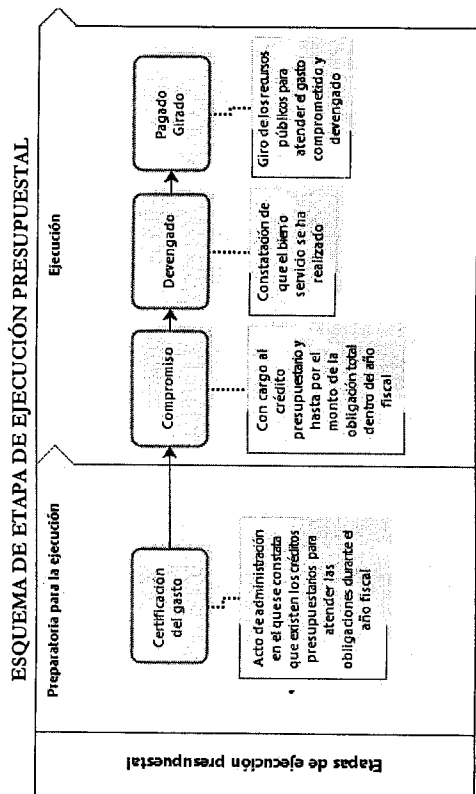 ESQUEMA DE ETAPA DE EJECUCIÓN PRESUPUESTAL
Etapas de ejecución presupuestal
Preparatoria para la ejecución
Certificación
del gasto
Acto de administración
en el que se constata
que existen los créditos
presupuestarios para
atender las
obligaciones durante el
año fiscal
Ejecución
Compromiso
Con cargo al
crédito
presupuestario y
hasta por el
monto de la
obligación total
dentro del año
fiscal
Devengado
Constatación de
que el bien o
servicio se ha
realizado
Pagado
Girado
Giro de los recursos
públicos para
atender el gasto
comprometido y
devengado